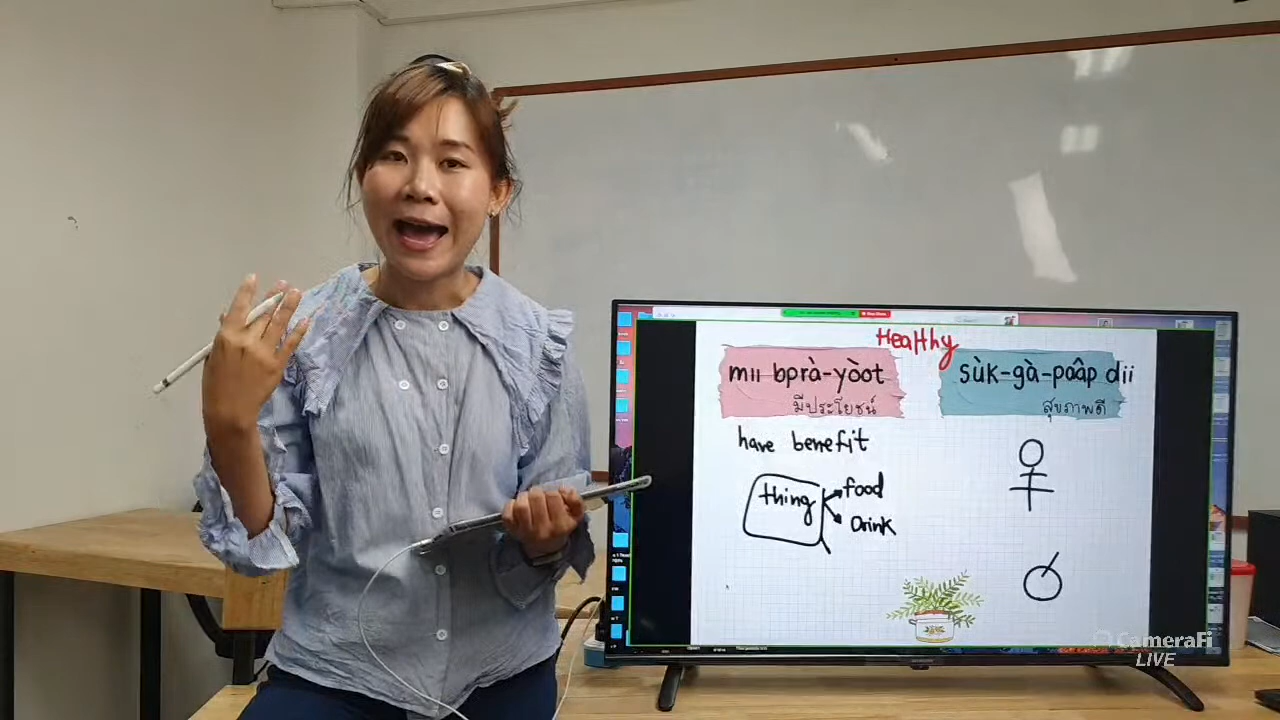 Healthy
mii bprà-yòot
มีประโยชน์
have benefit
thing
food
Drink
sùk-gà-pâap dii
สุขภาพดี
CameraFi
LIVE